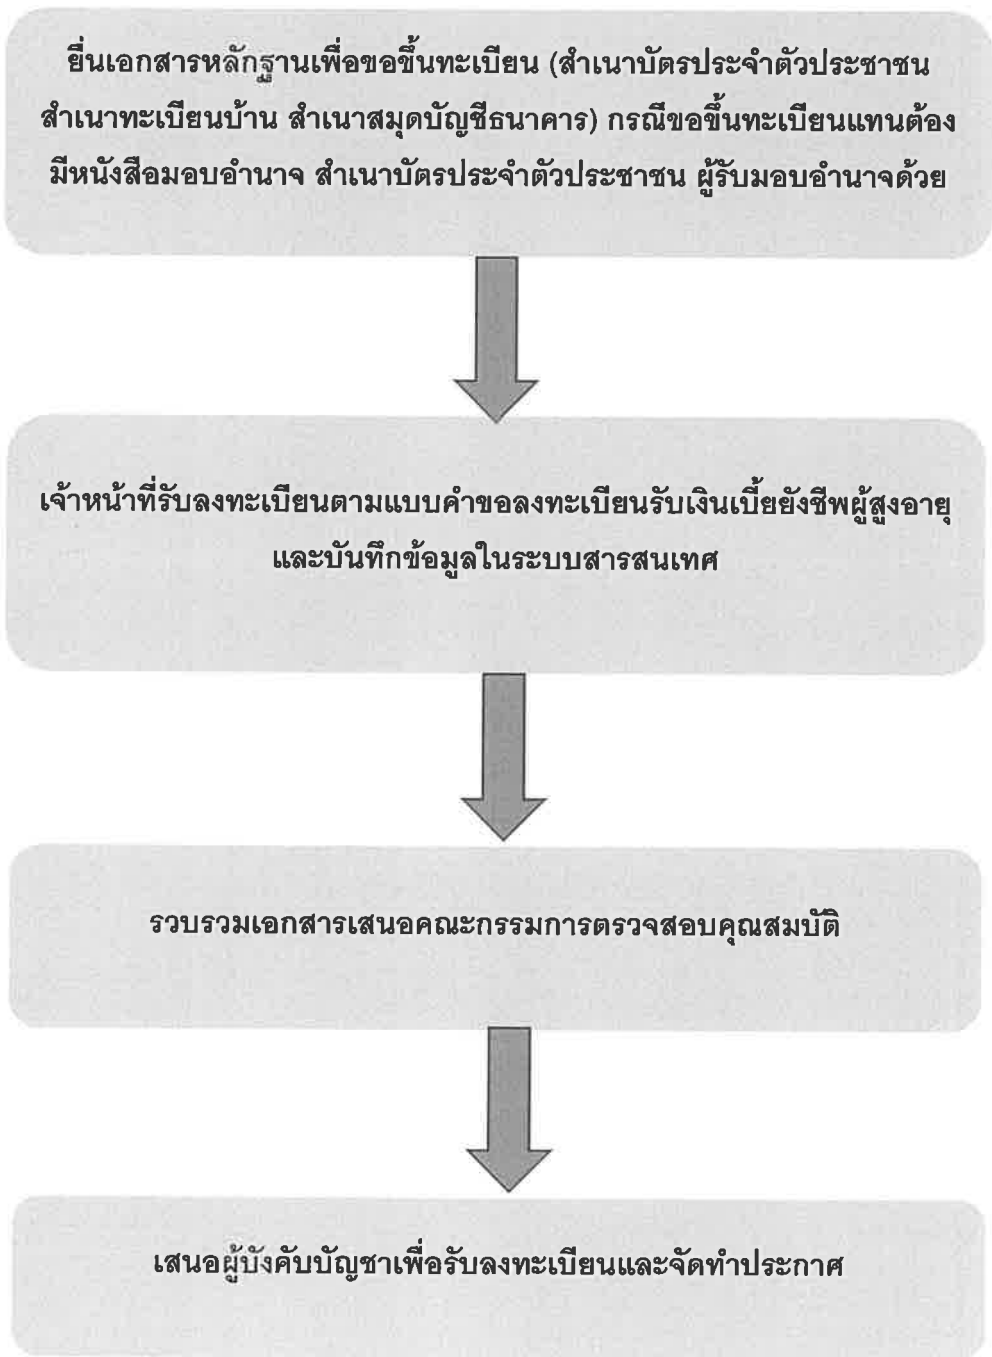 ยื่นเอกสารหลักฐานเพื่อขอขึ้นทะเบียน (สำเนาบัตรประจำตัวประชาชน
สำเนาทะเบียนบ้าน สำเนาสมุดบัญชีธนาคาร) กรณีขอขึ้นทะเบียนแทนต้อง
มีหนังสือมอบอำนาจ สำเนาบัตรประจำตัวประชาชน ผู้รับมอบอำนาจด้วย
เจ้าหน้าที่รับลงทะเบียนตามแบบคำขอลงทะเบียนรับเงินเบี้ยยังชีพผู้สูงอายุ
และบันทึกข้อมูลในระบบสารสนเทศ
รวบรวมเอกสารเสนอคณะกรรมการตรวจสอบคุณสมบัติ
เสนอผู้บังคับบัญชาเพื่อรับลงทะเบียนและจัดทำประกาศ